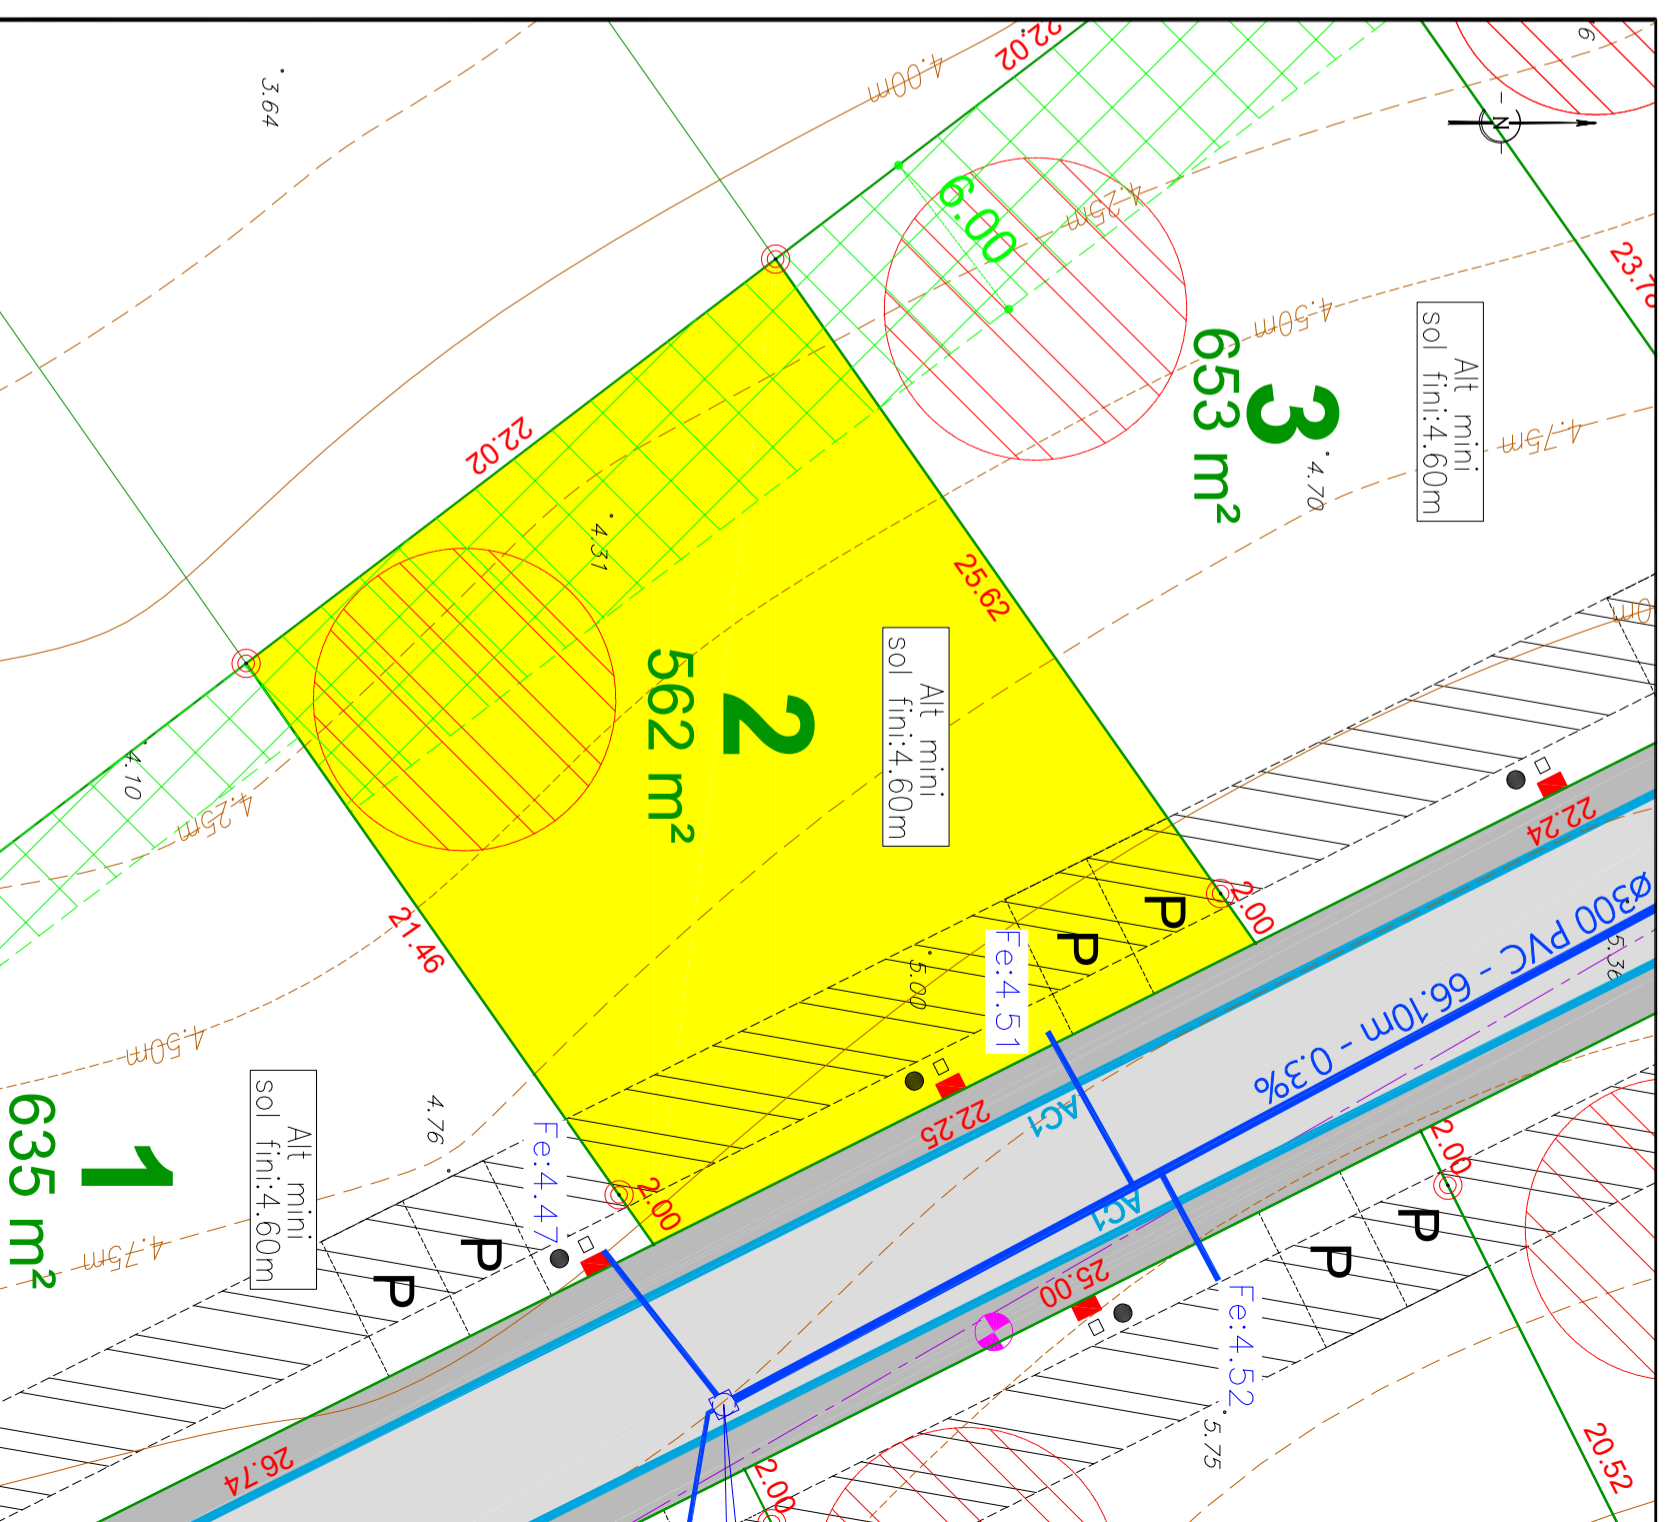 3.64
4.00m
22.02
N
6.00
4.25m
4.50m
4.75m
3
653 m²
4.70
Alt mini
sol fini:4.60m
22.02
4.31
25.62
2
562 m²
Alt mini
sol fini:4.60m
4.10
4.25m
21.46
4.50m
4.75m
4.76
1
635 m²
Alt mini
sol fini:4.60m
P
P
2.00
5.00
Fe:4.51
22.25
AC1
22.24
ø300 PVC - 66.10m - 0.3%
5.36
Fe:4.47
2.00
P
P
26.74
AC1
25.00
Fe:4.52
5.75
P
P
2.00
2.00
20.52